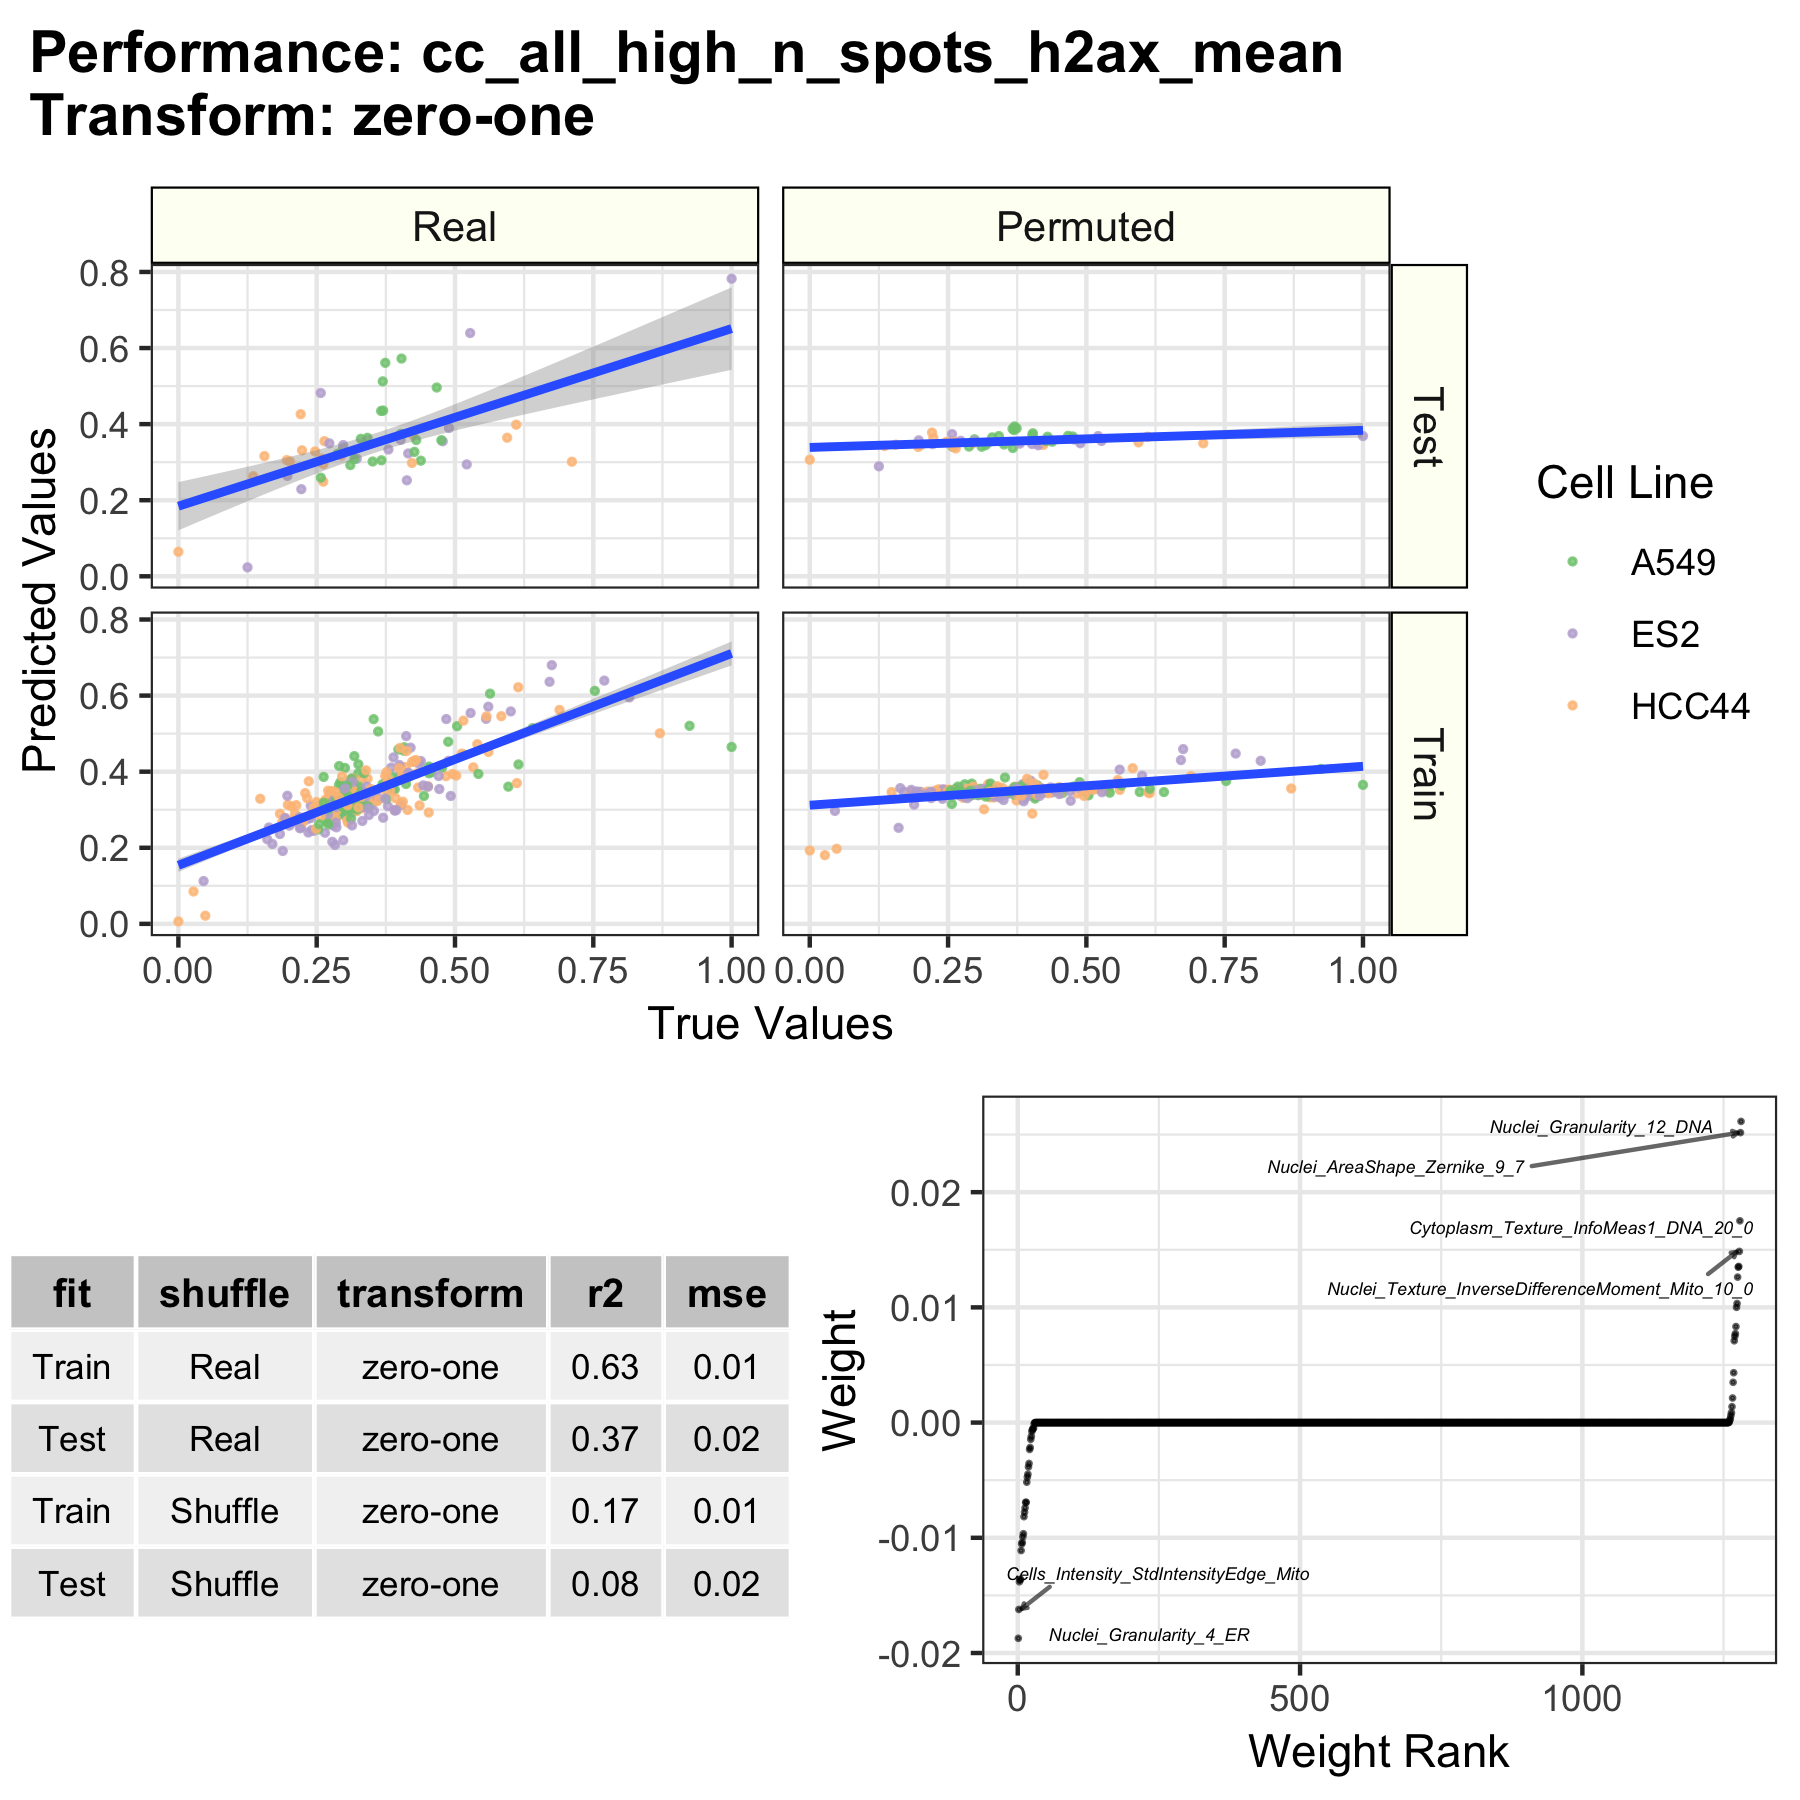 Performance: cc_all_high_n_spots_h2ax_mean
Transform: zero-one
Real
Permuted
0.8
0.6
0.4
0.2
0.0
Test
0.8
0.6
0.4
0.2
0.0
Train
Predicted Values
0.00 0.25 0.50 0.75 1.00 0.00 0.25 0.50 0.75 1.00
True Values
Cell Line
A549
ES2
HCC44
fit shuffle transform r2 mse
Train Real zero-one 0.63 0.01
Test Real zero-one 0.37 0.02
Train Shuffle zero-one 0.17 0.01
Test Shuffle zero-one 0.08 0.02
Weight
0.02
0.01
0.00
-0.01
-0.02
Nuclei_Granularity_12_DNA
Nuclei_AreaShape_Zernike_9_7
Cytoplasm_Texture_InfoMeas1_DNA_20_0
Nuclei_Texture_InverseDifferenceMoment_Mito_10_0
Cells_Intensity_StdIntensityEdge_Mito
Nuclei_Granularity_4_ER
0 500 1000
Weight Rank